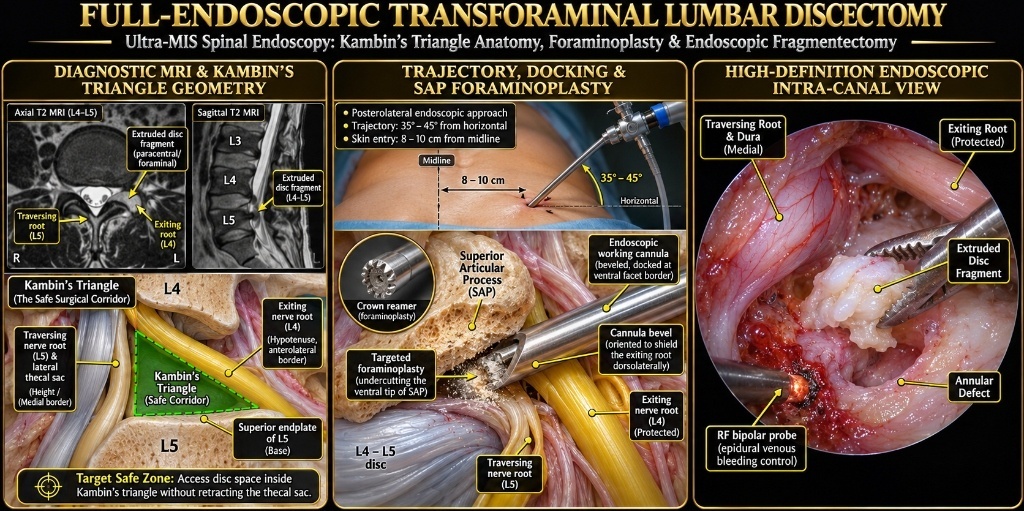 FULL-ENDOSCOPIC TRANSFORAMINAL LUMBAR DISCECTOMY
Ultra-MIS Spinal Endoscopy: Kambin's Triangle Anatomy, Foraminoplasty & Endoscopic Fragmentectomy
DIAGNOSTIC MRI & KAMBIN'S
TRIANGLE GEOMETRY
Axial T2 MRI (L4–L5)
Extruded disc
fragment
(paracentral/
foraminal)
Traversing
root
(L5)
Exiting
root
(L4)
R
L
Sagittal T2 MRI
L3
L4
L5
Extruded disc
fragment
(L4–L5)
Kambin's Triangle
(The Safe Surgical Corridor)
L4
Traversing
nerve root
(L5) &
lateral
thecal sac
(Height /
Medial border)
Kambin's
Triangle
(Safe Corridor)
Exiting
nerve root
(L4)
(Hypotenuse,
anterolateral
border)
L5
Superior endplate
of L5
(Base)
Target Safe Zone: Access disc space inside
Kambin's triangle without retracting the thecal sac.
TRAJECTORY, DOCKING &
SAP FORAMINOPLASTY
• Posterolateral endoscopic approach
• Trajectory: 35° – 45° from horizontal
• Skin entry: 8 – 10 cm from midline
Midline
8 – 10 cm
35° – 45°
Horizontal
Crown reamer
(foraminoplasty)
Superior
Articular
Process
(SAP)
Endoscopic
working cannula
(beveled, docked at
ventral facet border)
Cannula bevel
(oriented to shield
the exiting root
dorsolaterally)
Targeted
foraminoplasty
(undercutting the
ventral tip of SAP)
Exiting
nerve root
(L4)
(Protected)
L4 – L5
disc
Traversing
nerve root
(L5)
HIGH-DEFINITION ENDOSCOPIC
INTRA-CANAL VIEW
Traversing Root
& Dura
(Medial)
Exiting Root
(Protected)
Extruded
Disc
Fragment
Annular
Defect
RF bipolar probe
(epidural venous
bleeding control)